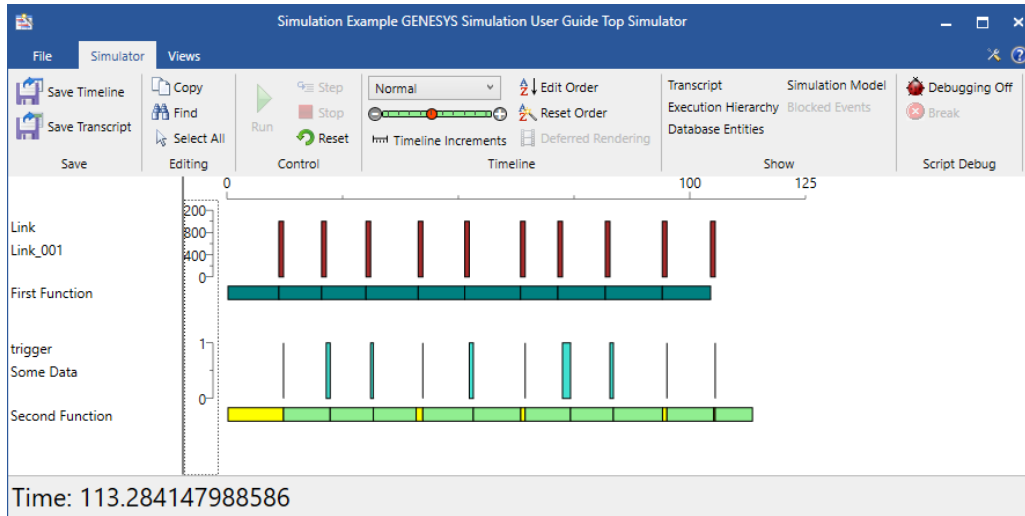 Simulation Example GENESYS Simulation User Guide Top Simulator
File Simulator Views
Save Timeline
Save Transcript
Save
Copy
Find
Select All
Editing
Run
Step
Stop
Reset
Control
Normal
Timeline Increments
Edit Order
Reset Order
Deferred Rendering
Timeline
Transcript Simulation Model
Execution Hierarchy Blocked Events
Database Entities
Show
Debugging Off
Break
Script Debug
0 100 125
200
Link 800
Link_001 400
0
First Function
trigger 1
Some Data
0
Second Function
Time: 113.284147988586